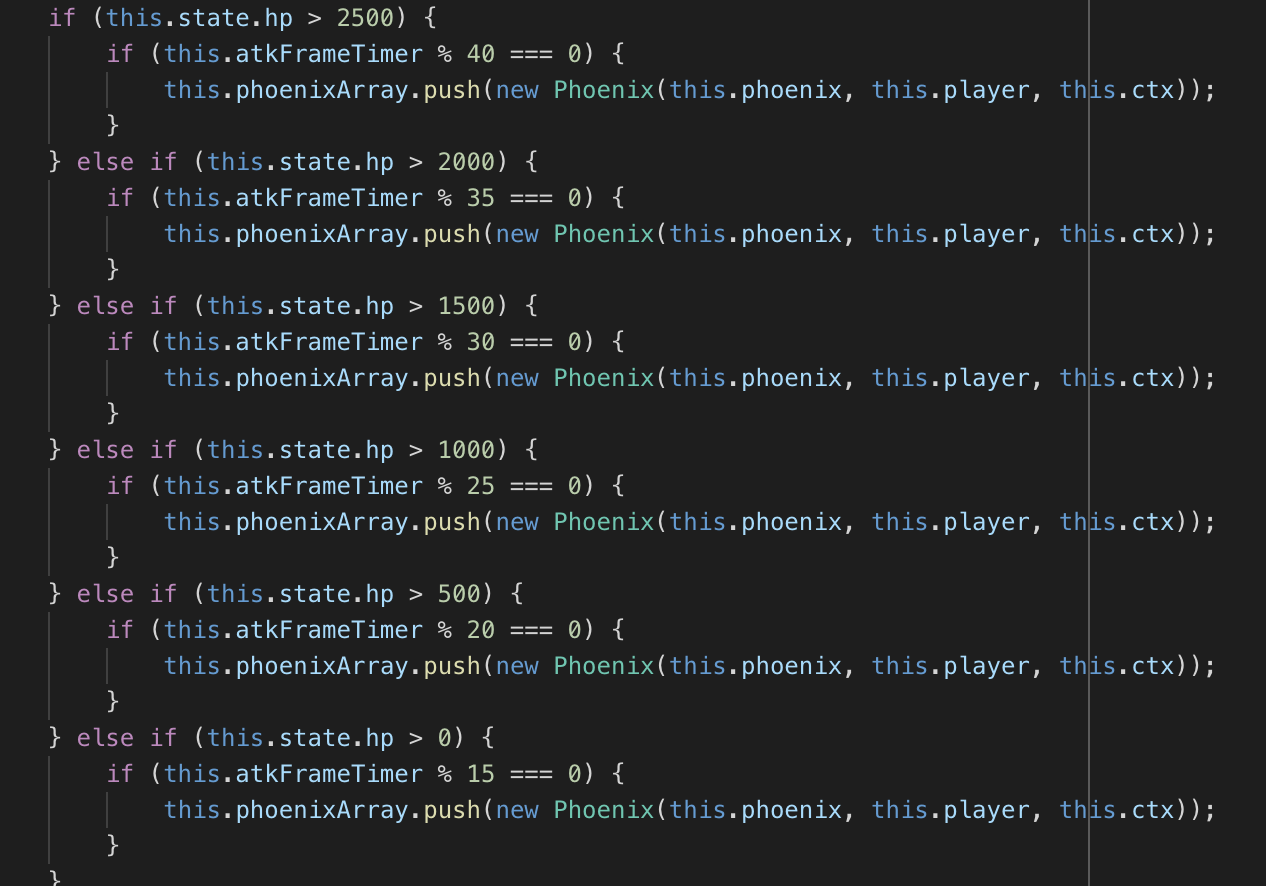 if (this.state.hp > 2500) {
    if (this.atkFrameTimer % 40 === 0) {
        this.phoenixArray.push(new Phoenix(this.phoenix, this.player, this.ctx));
    }
} else if (this.state.hp > 2000) {
    if (this.atkFrameTimer % 35 === 0) {
        this.phoenixArray.push(new Phoenix(this.phoenix, this.player, this.ctx));
    }
} else if (this.state.hp > 1500) {
    if (this.atkFrameTimer % 30 === 0) {
        this.phoenixArray.push(new Phoenix(this.phoenix, this.player, this.ctx));
    }
} else if (this.state.hp > 1000) {
    if (this.atkFrameTimer % 25 === 0) {
        this.phoenixArray.push(new Phoenix(this.phoenix, this.player, this.ctx));
    }
} else if (this.state.hp > 500) {
    if (this.atkFrameTimer % 20 === 0) {
        this.phoenixArray.push(new Phoenix(this.phoenix, this.player, this.ctx));
    }
} else if (this.state.hp > 0) {
    if (this.atkFrameTimer % 15 === 0) {
        this.phoenixArray.push(new Phoenix(this.phoenix, this.player, this.ctx));
    }
}